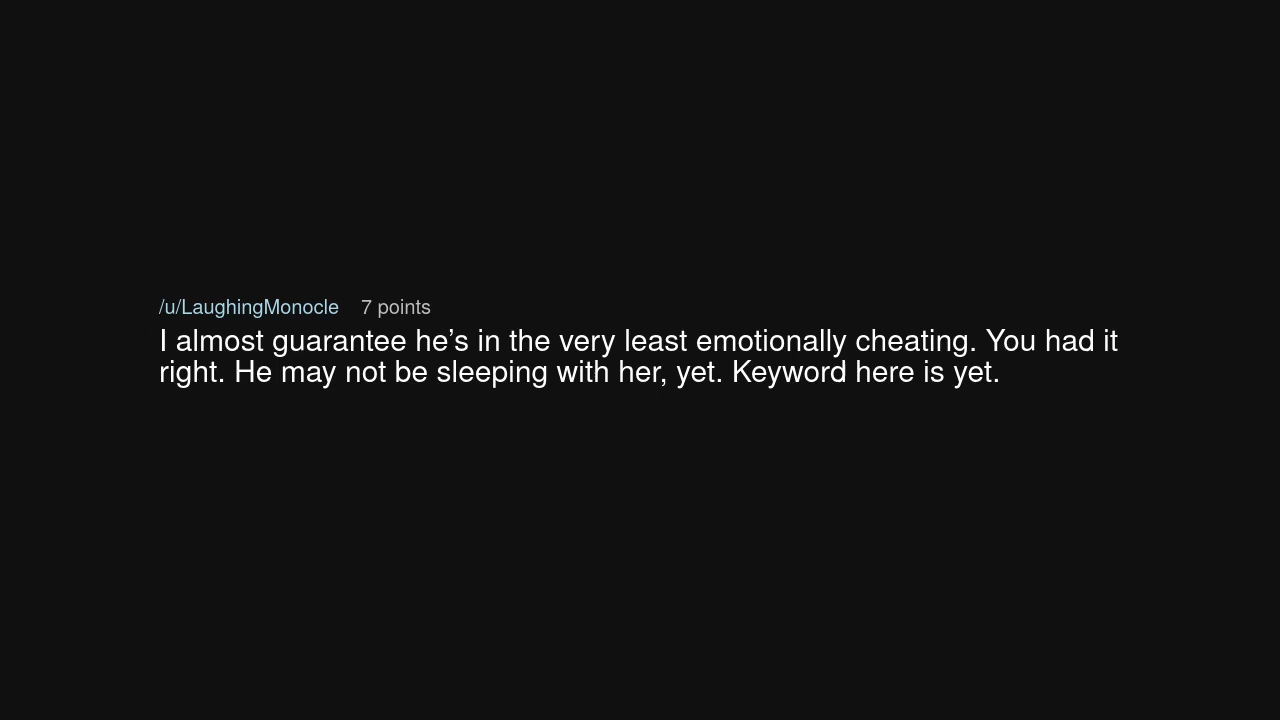 /u/LaughingMonocle 7 points
I almost guarantee he’s in the very least emotionally cheating. You had it
right. He may not be sleeping with her, yet. Keyword here is yet.